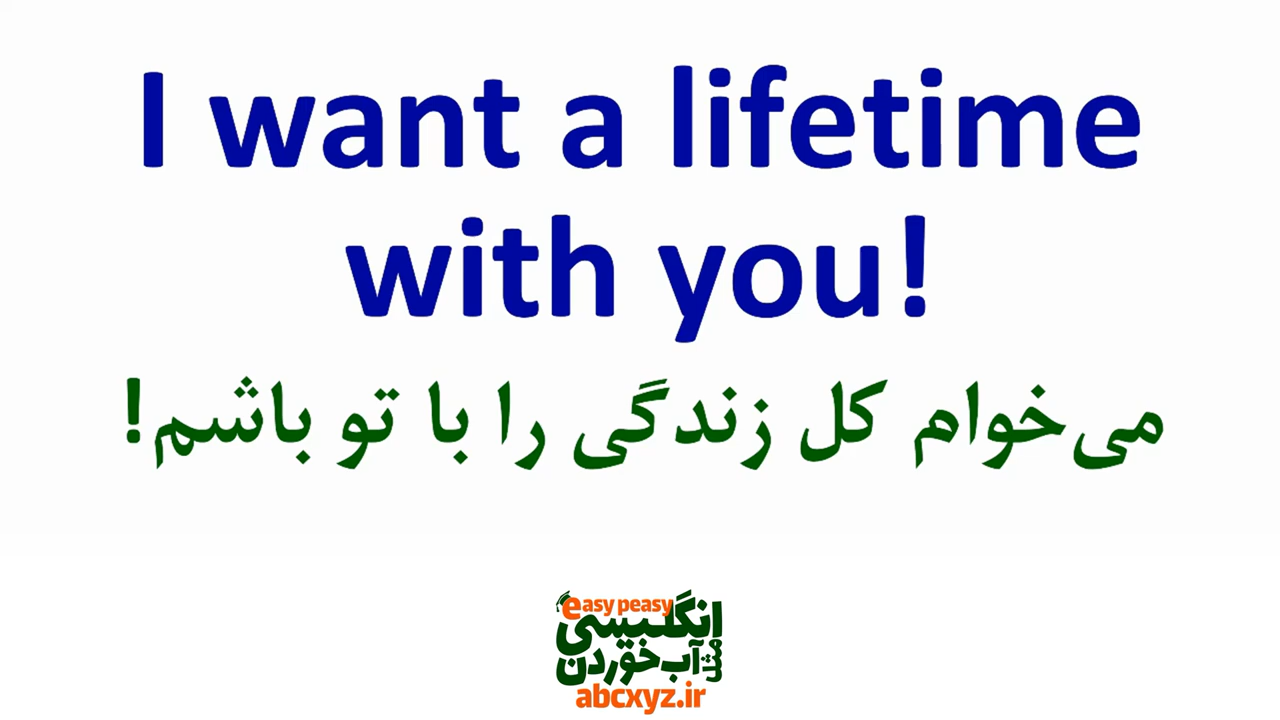 I want a lifetime
with you!
می‌خوام کل زندگی را با تو باشم!
easy peasy
انگلیسی
مثل آب خوردن
abcxyz.ir